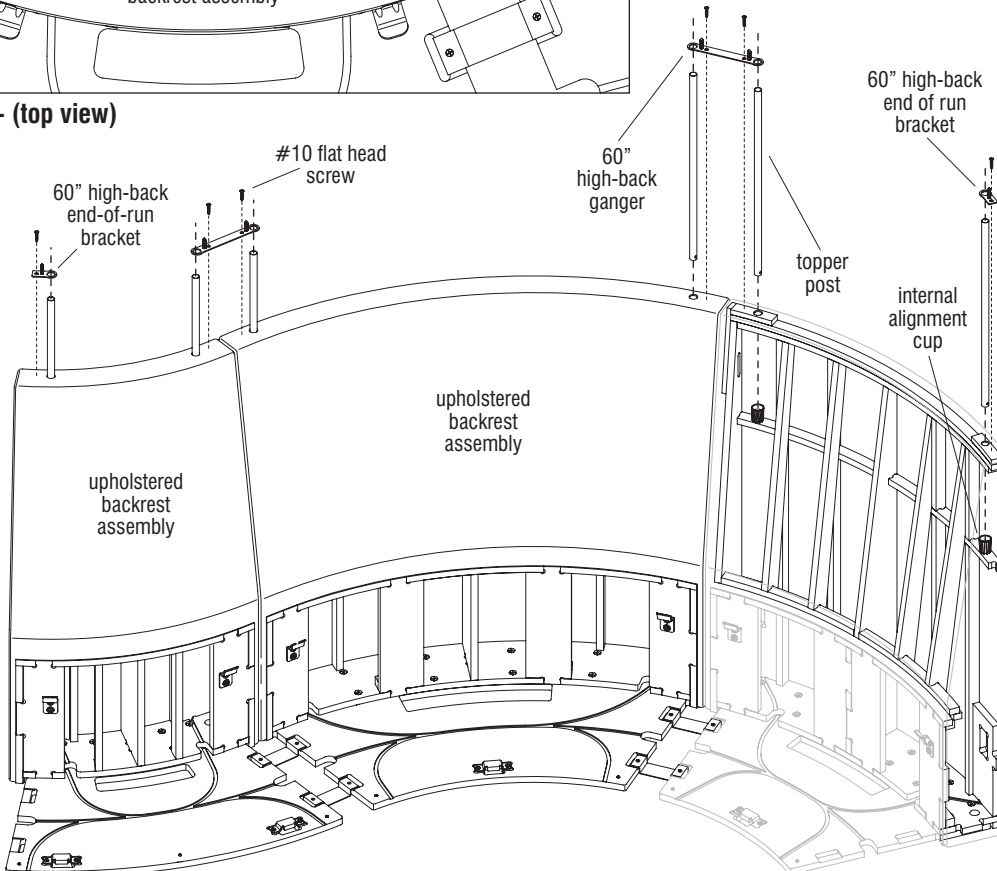 backrest assembly
- (top view)
#10 flat head
screw
60” high-back
end-of-run
bracket
60”
high-back
ganger
60” high-back
end of run
bracket
topper
post
internal
alignment
cup
upholstered
backrest
assembly
upholstered
backrest
assembly